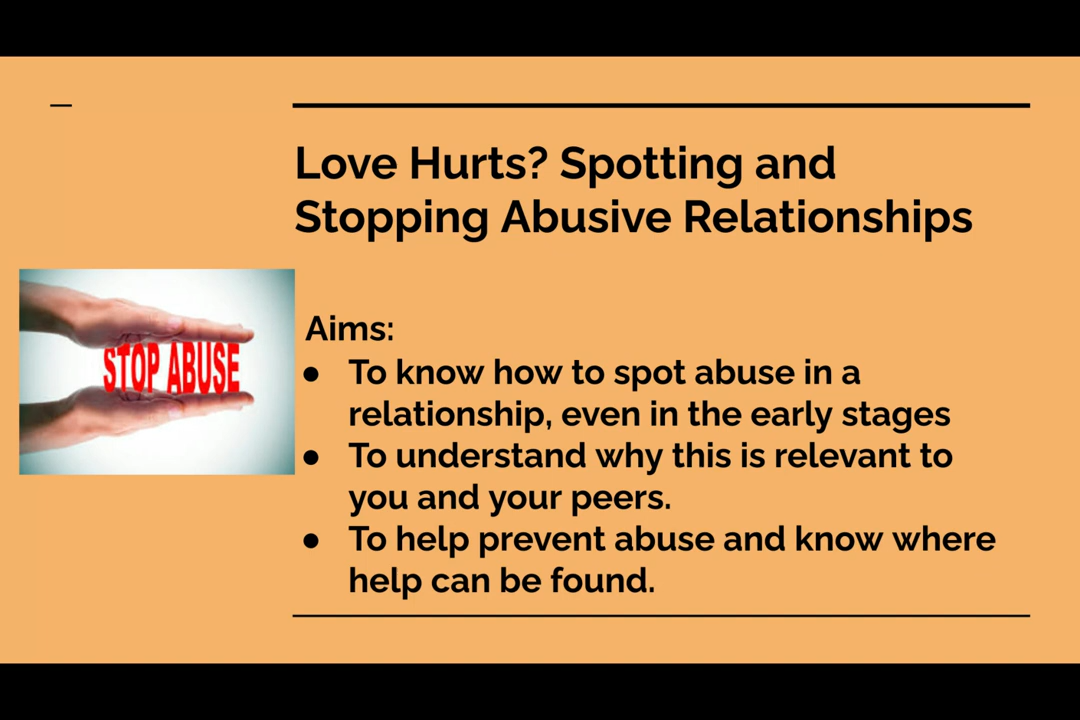 Love Hurts? Spotting and
Stopping Abusive Relationships
STOP ABUSE
Aims:
● To know how to spot abuse in a
relationship, even in the early stages
● To understand why this is relevant to
you and your peers.
● To help prevent abuse and know where
help can be found.